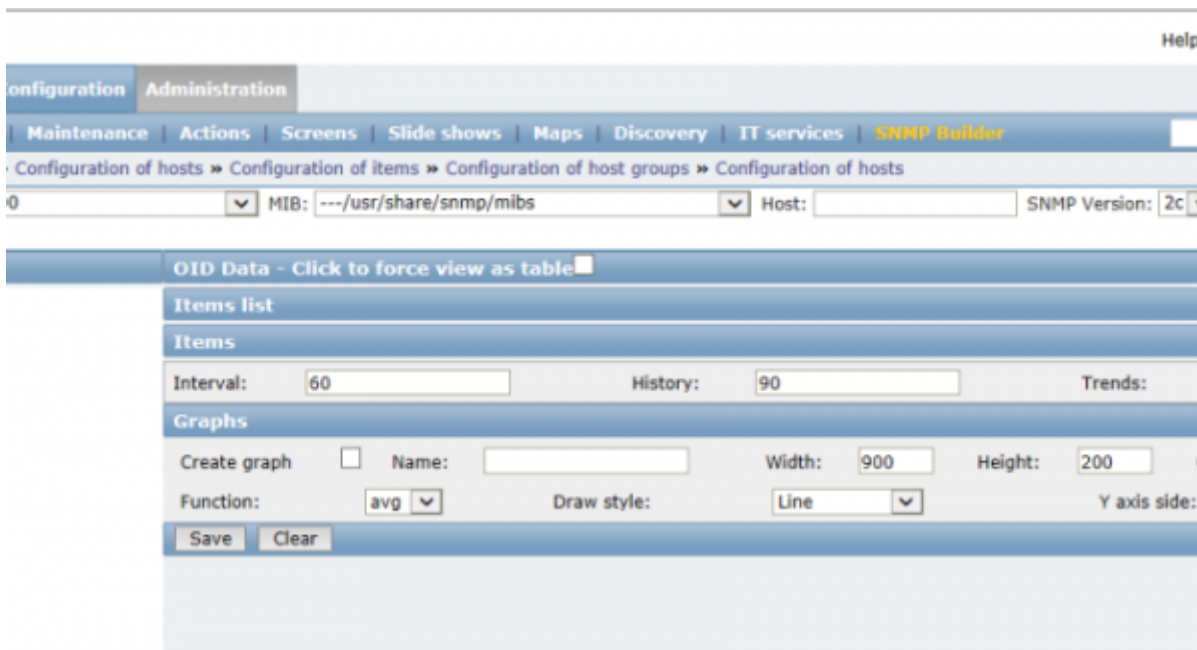 Help
onfiguration Administration
| Maintenance | Actions | Screens | Slide shows | Maps | Discovery | IT services | SNMP Builder
Configuration of hosts » Configuration of items » Configuration of host groups » Configuration of hosts
0 MIB: ---/usr/share/snmp/mibs Host: SNMP Version: 2c
OID Data - Click to force view as table
Items list
Items
Interval: 60 History: 90 Trends:
Graphs
Create graph Name: Width: 900 Height: 200
Function: avg Draw style: Line Y axis side:
Save Clear